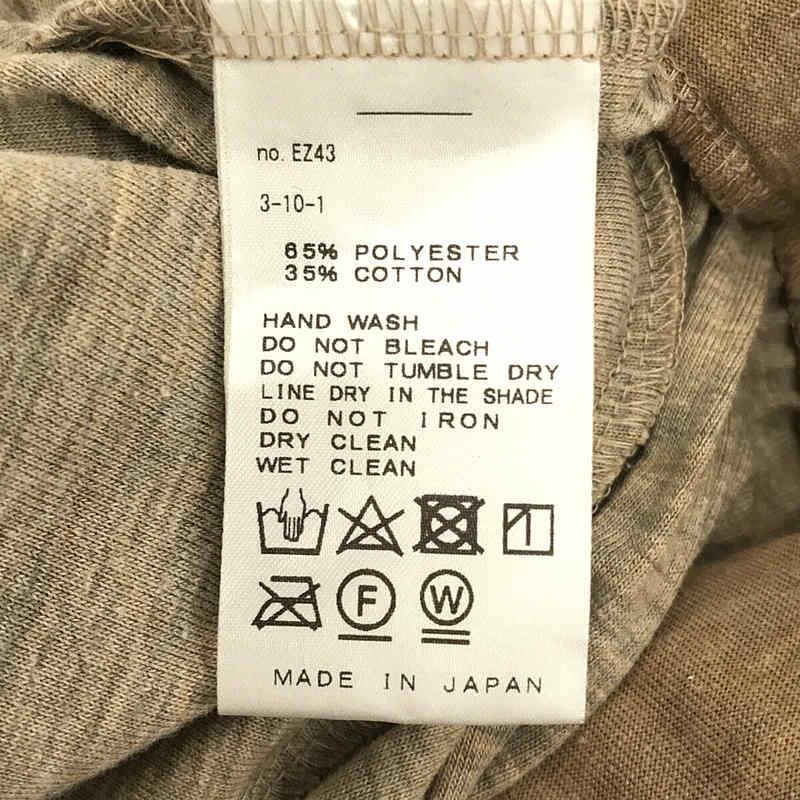 no. EZ43
3-10-1
65% POLYESTER
35% COTTON
HAND WASH
DO NOT BLEACH
DO NOT TUMBLE DRY
LINE DRY IN THE SHADE
DO NOT IRON
DRY CLEAN
WET CLEAN
F W
MADE IN JAPAN